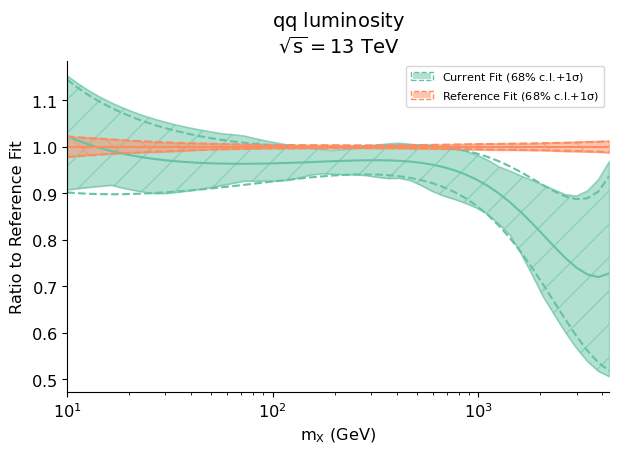 qq luminosity
√s = 13 TeV
Current Fit (68% c.l.+1σ)
Reference Fit (68% c.l.+1σ)
Ratio to Reference Fit
1.1
1.0
0.9
0.8
0.7
0.6
0.5
10¹ 10² 10³
m_X (GeV)